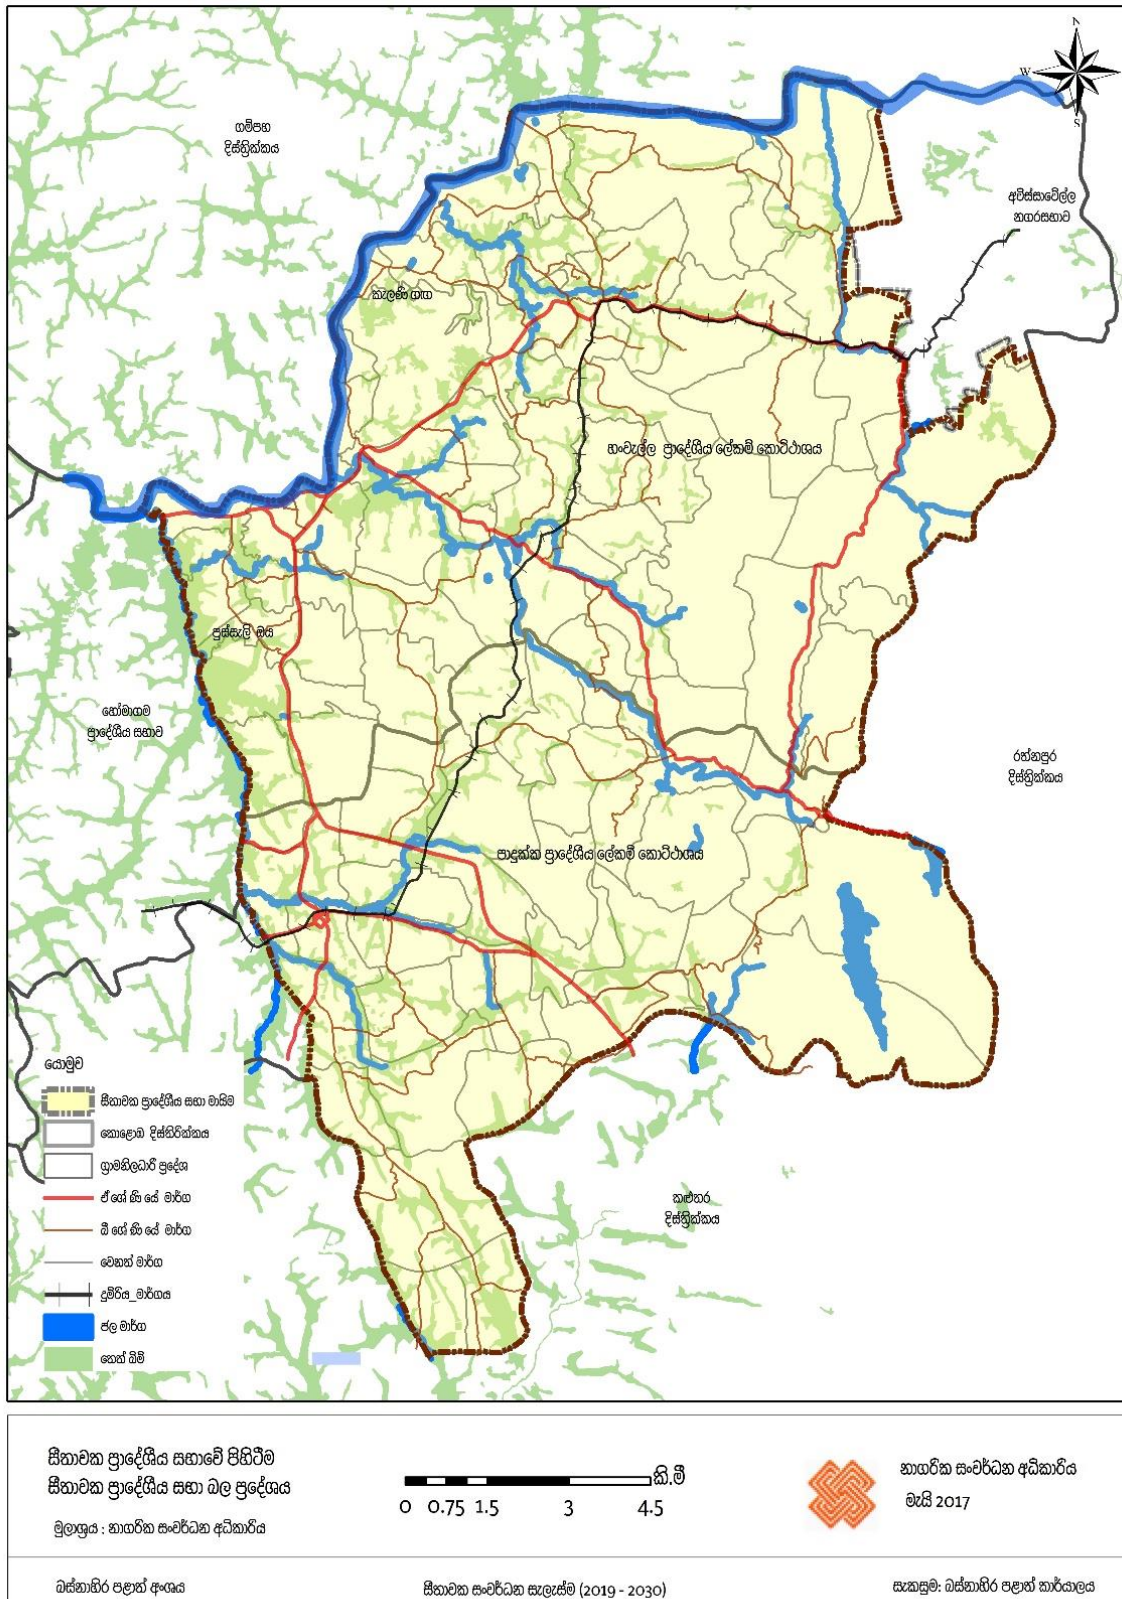 N
W
S
ගම්පහ
දිස්ත්‍රික්කය
අවිස්සාවේල්ල
නගරසභාව
කැලණි ගඟ
හංවැල්ල ප්‍රාදේශීය ලේකම් කොට්ඨාශය
පුස්සැලි ඔය
හෝමාගම
ප්‍රාදේශීය සභාව
රත්නපුර
දිස්ත්‍රික්කය
පාදුක්ක ප්‍රාදේශීය ලේකම් කොට්ඨාශය
කළුතර
දිස්ත්‍රික්කය
යොමුව
සීතාවක ප්‍රාදේශීය සභා මායිම
කොළොඹ දිස්තිරික්කය
ග්‍රාමනිලධාරී ප්‍රදේශ
ඒ ශේ ණි යේ මාර්ග
බී ශේ ණි යේ මාර්ග
වෙනත් මාර්ග
දුම්රිය_මාර්ගය
ජල මාර්ග
තෙත් බිම්
සීතාවක ප්‍රාදේශීය සභාවේ පිහිටීම
සීතාවක ප්‍රාදේශීය සභා බල ප්‍රදේශය
මූලාශ්‍රය : නාගරික සංවර්ධන අධිකාරිය
කි.මී
0 0.75 1.5 3 4.5
නාගරික සංවර්ධන අධිකාරිය
මැයි 2017
බස්නාහිර පළාත් අංශය
සීතාවක සංවර්ධන සැලැස්ම (2019 - 2030)
සැකසුම: බස්නාහිර පළාත් කාර්යාලය